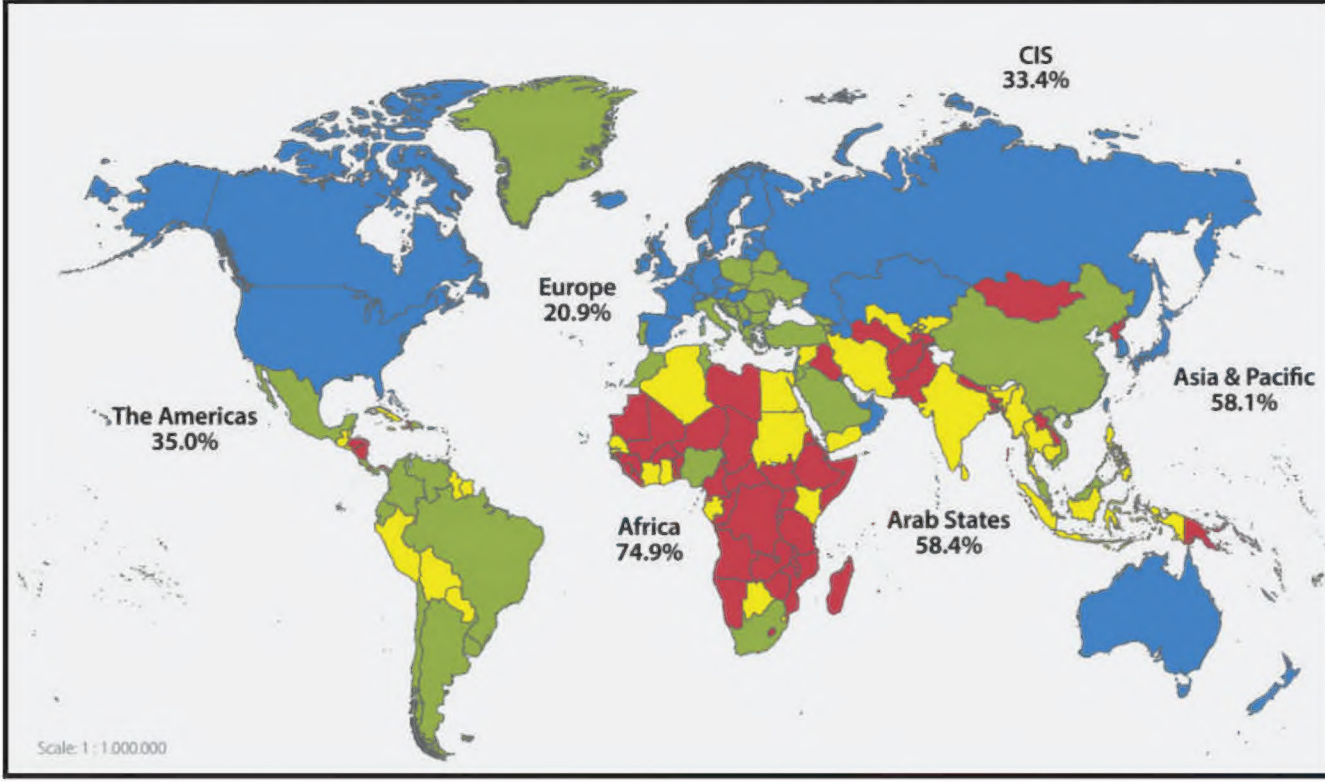 CIS
33.4%
Europe
20.9%
The Americas
35.0%
Asia & Pacific
58.1%
Africa
74.9%
Arab States
58.4%
Scale: 1 : 1.000.000